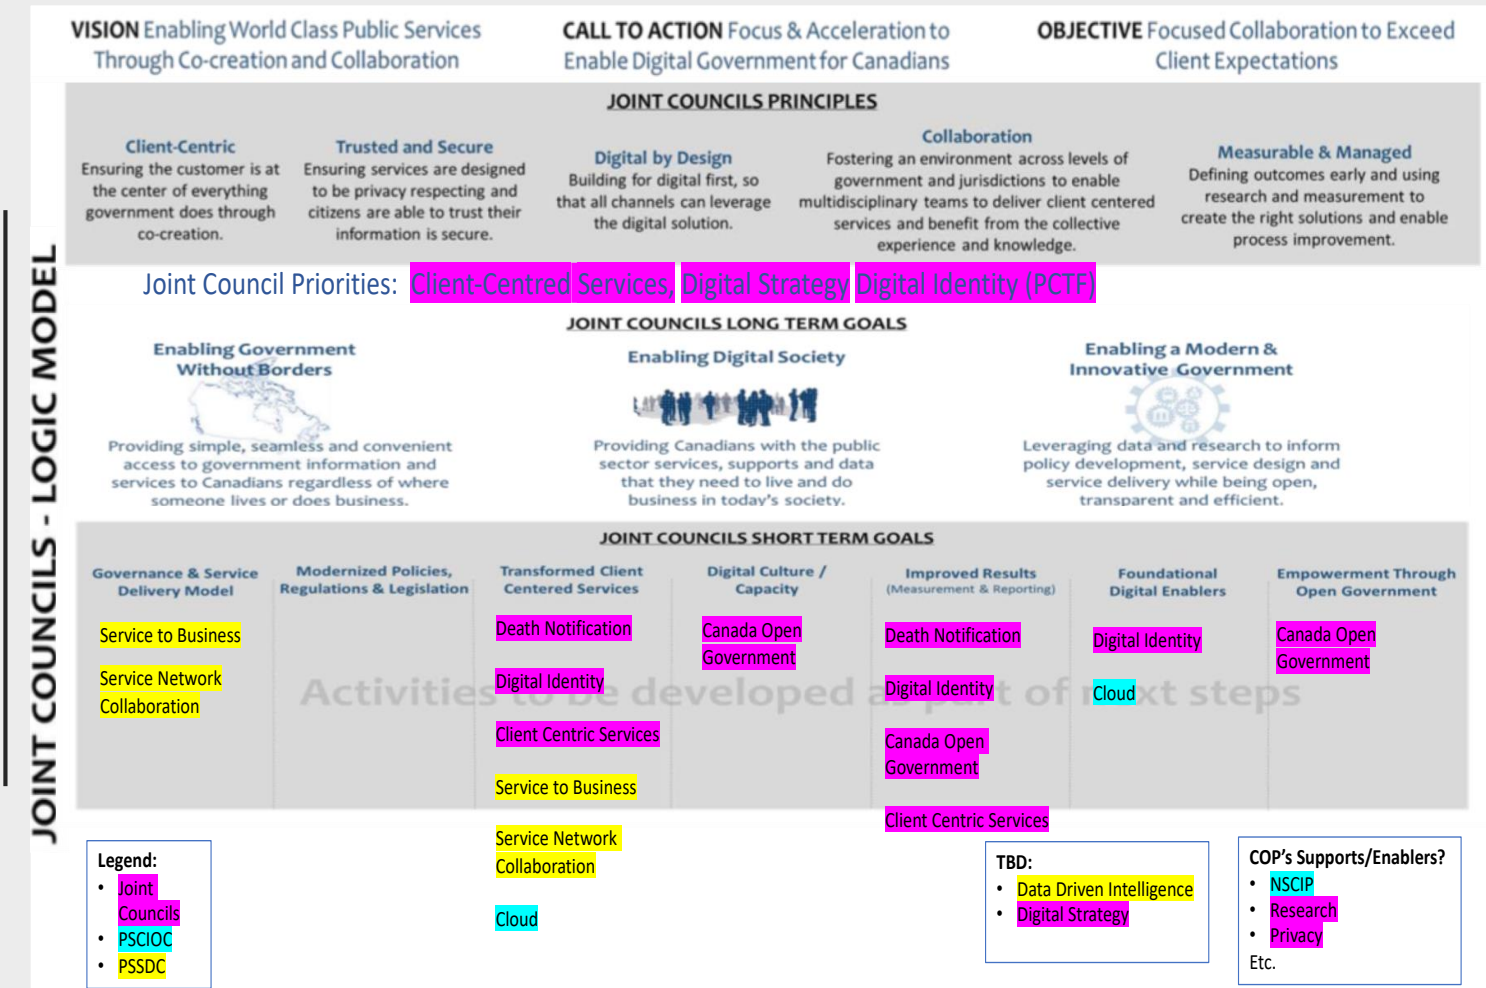 VISION Enabling World Class Public Services
Through Co-creation and Collaboration
CALL TO ACTION Focus & Acceleration to
Enable Digital Government for Canadians
OBJECTIVE Focused Collaboration to Exceed
Client Expectations
JOINT COUNCILS - LOGIC MODEL
JOINT COUNCILS PRINCIPLES
Client-Centric
Ensuring the customer is at
the center of everything
government does through
co-creation.
Trusted and Secure
Ensuring services are designed
to be privacy respecting and
citizens are able to trust their
information is secure.
Digital by Design
Building for digital first, so
that all channels can leverage
the digital solution.
Collaboration
Fostering an environment across levels of
government and jurisdictions to enable
multidisciplinary teams to deliver client centered
services and benefit from the collective
experience and knowledge.
Measurable & Managed
Defining outcomes early and using
research and measurement to
create the right solutions and enable
process improvement.
Joint Council Priorities: Client-Centred Services, Digital Strategy Digital Identity (PCTF)
JOINT COUNCILS LONG TERM GOALS
Enabling Government
Without Borders
Providing simple, seamless and convenient
access to government information and
services to Canadians regardless of where
someone lives or does business.
Enabling Digital Society
Providing Canadians with the public
sector services, supports and data
that they need to live and do
business in today's society.
Enabling a Modern &
Innovative Government
Leveraging data and research to inform
policy development, service design and
service delivery while being open,
transparent and efficient.
JOINT COUNCILS SHORT TERM GOALS
Governance & Service
Delivery Model
Service to Business
Service Network
Collaboration
Modernized Policies,
Regulations & Legislation
Transformed Client
Centered Services
Death Notification
Digital Identity
Client Centric Services
Service to Business
Service Network
Collaboration
Cloud
Digital Culture /
Capacity
Canada Open
Government
Improved Results
(Measurement & Reporting)
Death Notification
Digital Identity
Canada Open
Government
Client Centric Services
Foundational
Digital Enablers
Digital Identity
Cloud
Empowerment Through
Open Government
Canada Open
Government
Activities to be developed as part of next steps
Legend:
• Joint
Councils
• PSCIOC
• PSSDC
TBD:
• Data Driven Intelligence
• Digital Strategy
COP's Supports/Enablers?
• NSCIP
• Research
• Privacy
Etc.